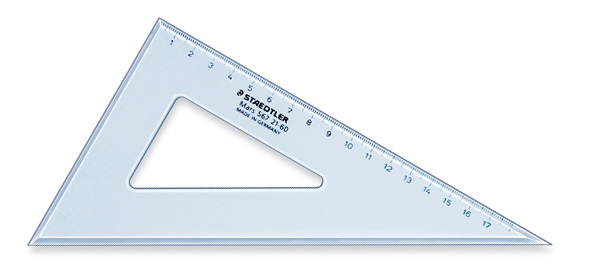 1 2 3 4 5 6 7 8 9 10 11 12 13 14 15 16 17
STAEDTLER
Mars 567 21-60
MADE IN GERMANY